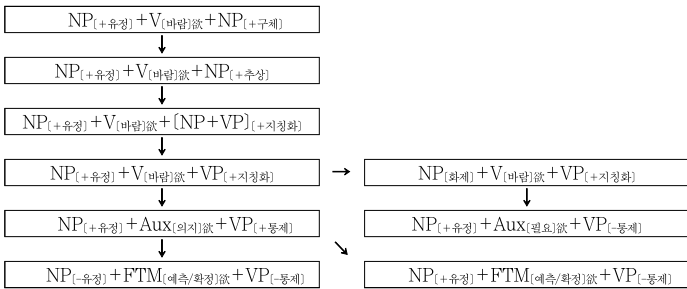 NP[+유정]+V[바람]欲+NP[+구체]
NP[+유정]+V[바람]欲+NP[+추상]
NP[+유정]+V[바람]欲+[NP+VP][+지칭화]
NP[+유정]+V[바람]欲+VP[+지칭화] → NP[화제]+V[바람]欲+VP[+지칭화]
NP[+유정]+Aux[의지]欲+VP[+통제] NP[+유정]+Aux[필요]欲+VP[-통제]
NP[-유정]+FTM[예측/확정]欲+VP[-통제] NP[+유정]+FTM[예측/확정]欲+VP[-통제]